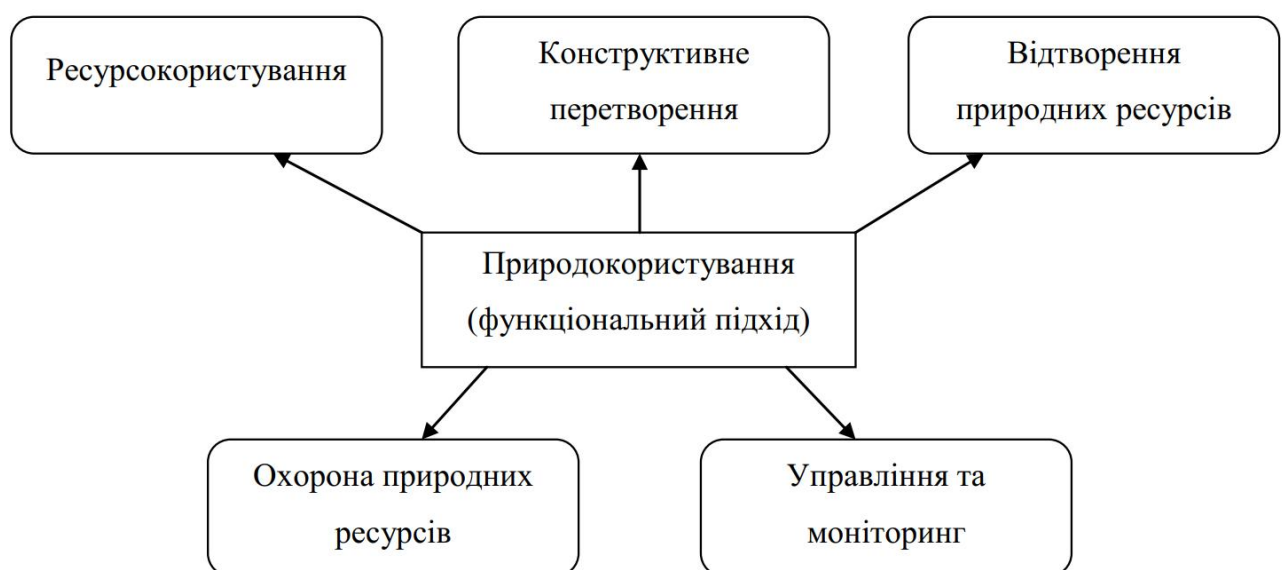 Ресурсокористування
Конструктивне
перетворення
Відтворення
природних ресурсів
Природокористування
(функціональний підхід)
Охорона природних
ресурсів
Управління та
моніторинг